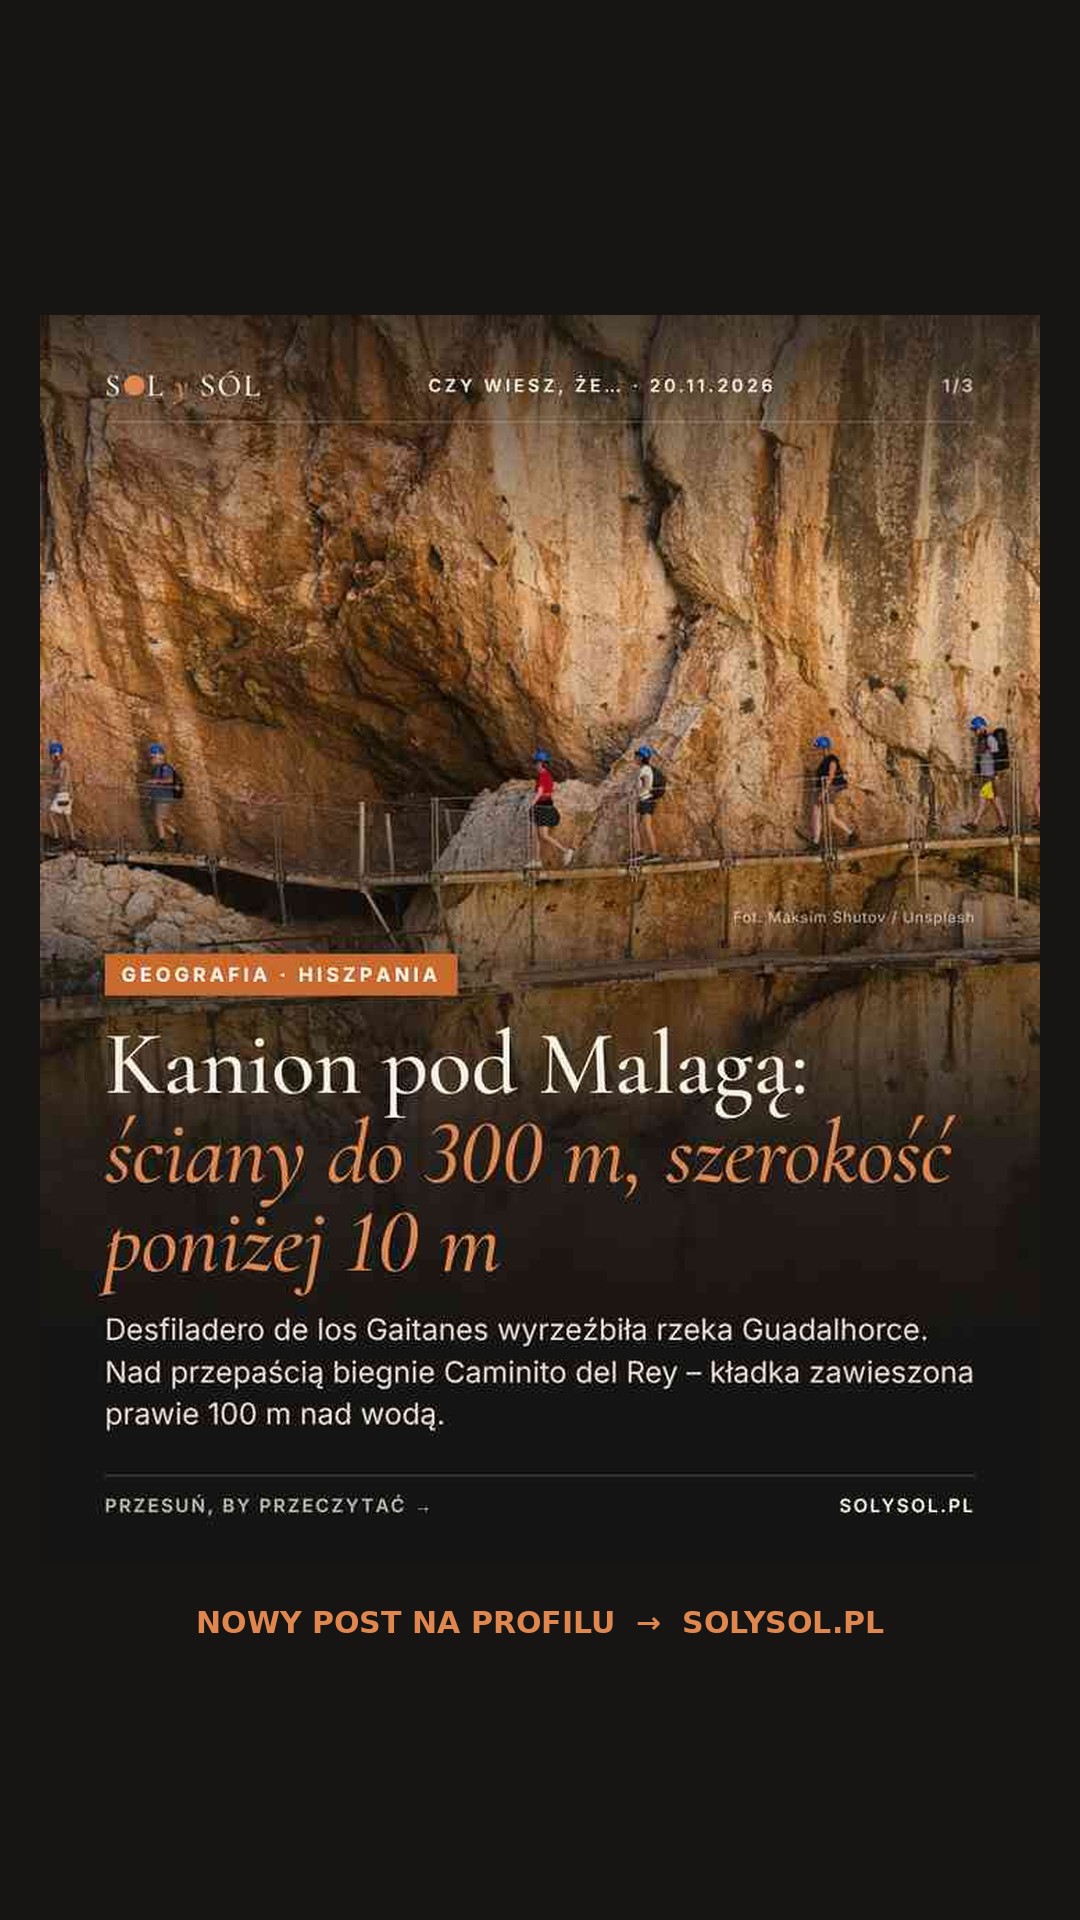 SOL y SÓL
CZY WIESZ, ŻE… · 20.11.2026
1/3
Fot. Maksim Shutov / Unsplash
GEOGRAFIA · HISZPANIA
Kanion pod Malagą:
ściany do 300 m, szerokość
poniżej 10 m
Desfiladero de los Gaitanes wyrzeźbiła rzeka Guadalhorce.
Nad przepaścią biegnie Caminito del Rey – kładka zawieszona
prawie 100 m nad wodą.
PRZESUŃ, BY PRZECZYTAĆ →
SOLYSOL.PL
NOWY POST NA PROFILU → SOLYSOL.PL